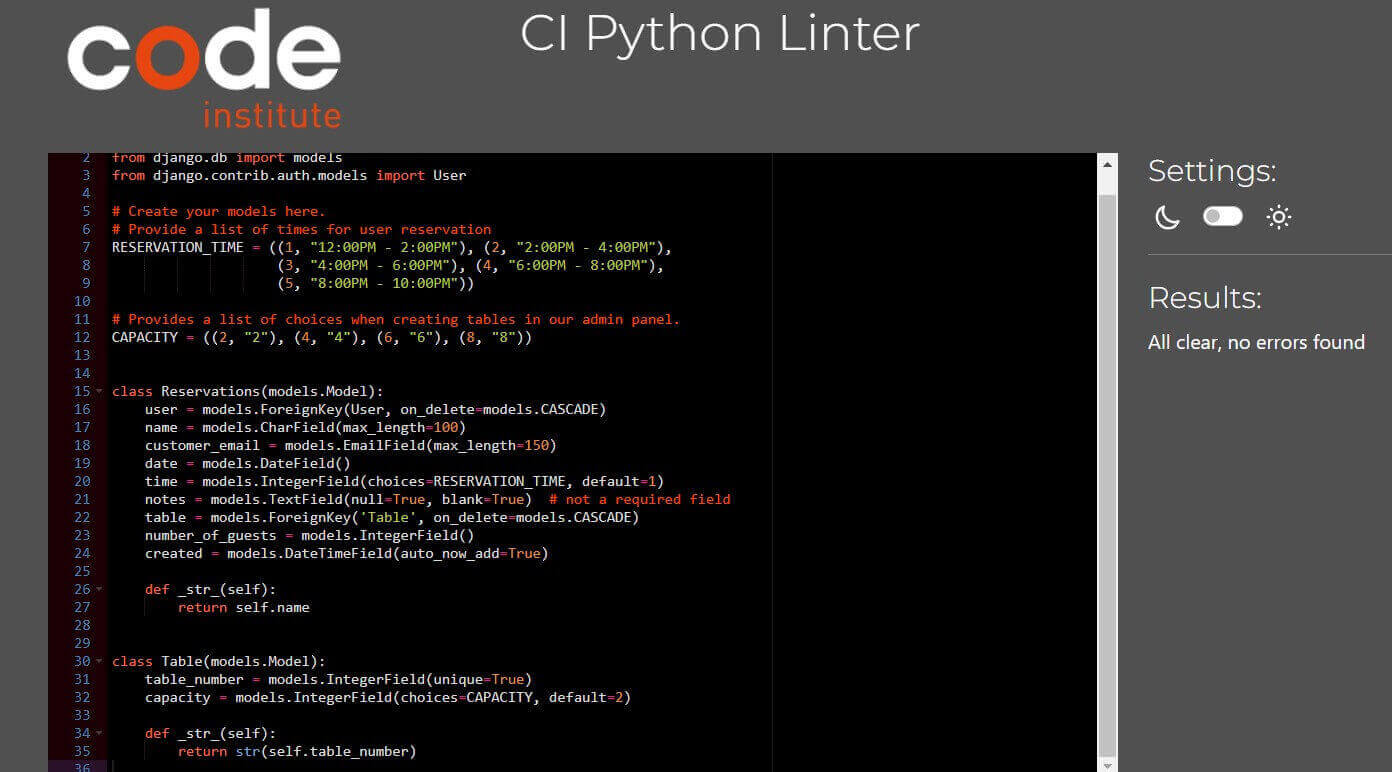 code
institute
CI Python Linter
2 from django.db import models
3 from django.contrib.auth.models import User
4
5 # Create your models here.
6 # Provide a list of times for user reservation
7 RESERVATION_TIME = ((1, "12:00PM - 2:00PM"), (2, "2:00PM - 4:00PM"),
8                     (3, "4:00PM - 6:00PM"), (4, "6:00PM - 8:00PM"),
9                     (5, "8:00PM - 10:00PM"))
10
11 # Provides a list of choices when creating tables in our admin panel.
12 CAPACITY = ((2, "2"), (4, "4"), (6, "6"), (8, "8"))
13
14
15 class Reservations(models.Model):
16     user = models.ForeignKey(User, on_delete=models.CASCADE)
17     name = models.CharField(max_length=100)
18     customer_email = models.EmailField(max_length=150)
19     date = models.DateField()
20     time = models.IntegerField(choices=RESERVATION_TIME, default=1)
21     notes = models.TextField(null=True, blank=True)  # not a required field
22     table = models.ForeignKey('Table', on_delete=models.CASCADE)
23     number_of_guests = models.IntegerField()
24     created = models.DateTimeField(auto_now_add=True)
25
26     def _str_(self):
27         return self.name
28
29
30 class Table(models.Model):
31     table_number = models.IntegerField(unique=True)
32     capacity = models.IntegerField(choices=CAPACITY, default=2)
33
34     def _str_(self):
35         return str(self.table_number)
36
Settings:
Results:
All clear, no errors found